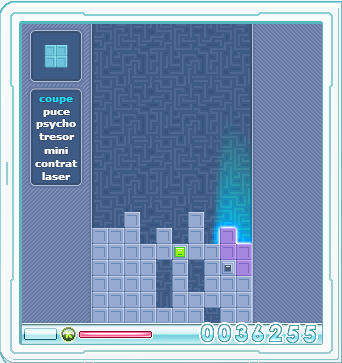 coupe
puce
psycho
tresor
mini
contrat
laser
0036255